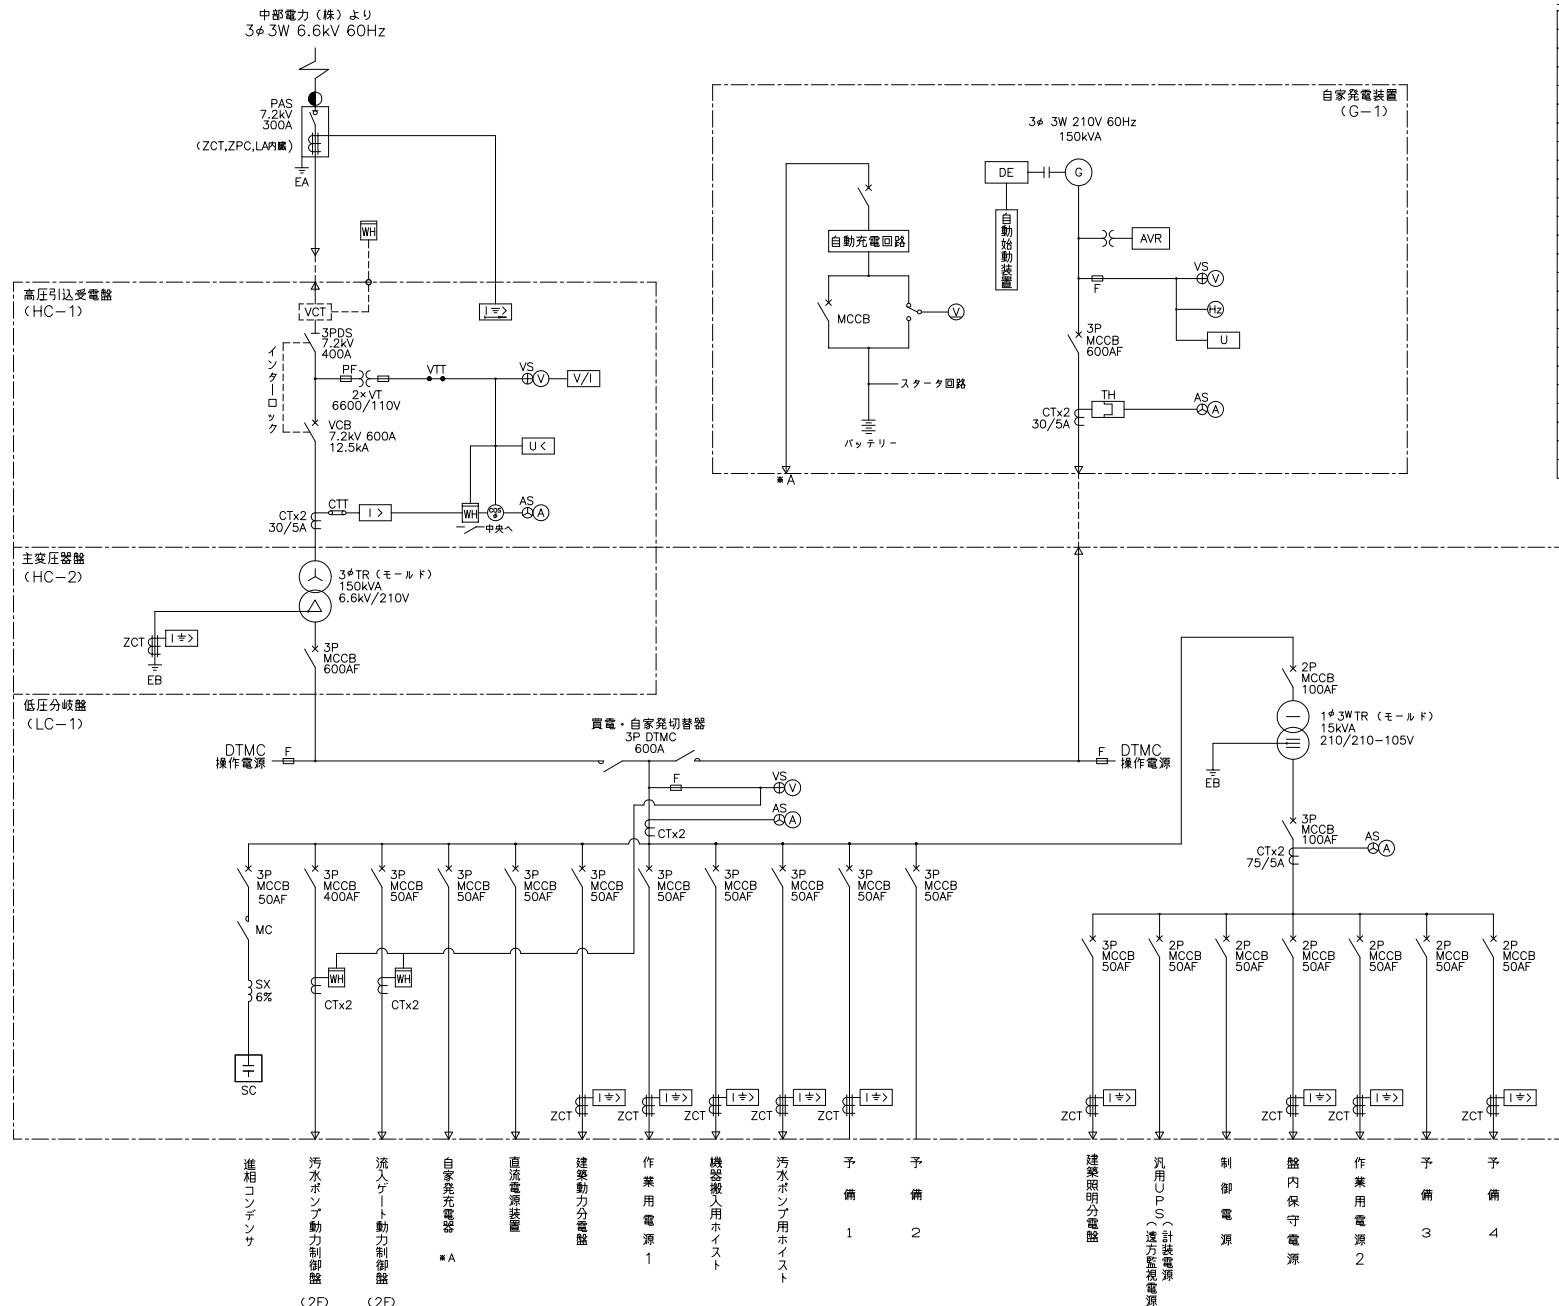 中部電力（株）より
3φ3W 6.6kV 60Hz
PAS
7.2kV
300A
（ZCT,ZPC,LA内蔵）
EA
WH
高圧引込受電盤
（HC−1）
VCT
I⏚>
3PDS
7.2kV
400A
インターロック
PF
2×VT
6600/110V
VTT
VS
V
V/I
VCB
7.2kV 600A
12.5kA
U<
CTx2
30/5A
CTT
I>
WH
COS
中央へ
AS
A
自家発電装置
（G−1）
3φ 3W 210V 60Hz
150kVA
DE
G
自動始動装置
自動充電回路
AVR
VS
V
F
Hz
U
MCCB
V
3P
MCCB
600AF
スタータ回路
バッテリー
TH
CTx2
30/5A
AS
A
※A
主変圧器盤
（HC−2）
3φTR（モールド）
150kVA
6.6kV/210V
ZCT
I⏚>
EB
3P
MCCB
600AF
低圧分岐盤
（LC−1）
買電・自家発切替器
3P DTMC
600A
DTMC
操作電源
F
F
DTMC
操作電源
F
VS
V
AS
A
CTx2
2P
MCCB
100AF
1φ3WTR（モールド）
15kVA
210/210−105V
EB
3P
MCCB
100AF
CTx2
75/5A
AS
A
3P
MCCB
50AF
3P
MCCB
400AF
3P
MCCB
50AF
3P
MCCB
50AF
3P
MCCB
50AF
3P
MCCB
50AF
3P
MCCB
50AF
3P
MCCB
50AF
3P
MCCB
50AF
3P
MCCB
50AF
3P
MCCB
50AF
MC
SX
6%
SC
WH
CTx2
WH
CTx2
3P
MCCB
50AF
2P
MCCB
50AF
2P
MCCB
50AF
2P
MCCB
50AF
2P
MCCB
50AF
2P
MCCB
50AF
2P
MCCB
50AF
ZCT
I⏚>
ZCT
I⏚>
ZCT
I⏚>
ZCT
I⏚>
ZCT
I⏚>
ZCT
I⏚>
ZCT
I⏚>
ZCT
I⏚>
ZCT
I⏚>
進相コンデンサ
汚水ポンプ動力制御盤
（2F）
流入ゲート動力制御盤
（2F）
自家発充電器
※A
直流電源装置
建築動力分電盤
作業用電源1
機器搬入用ホイスト
汚水ポンプ用ホイスト
予備1
予備2
建築照明分電盤
汎用UPS（計装電源
（遠方監視電源
制御電源
盤内保守電源
作業用電源2
予備3
予備4